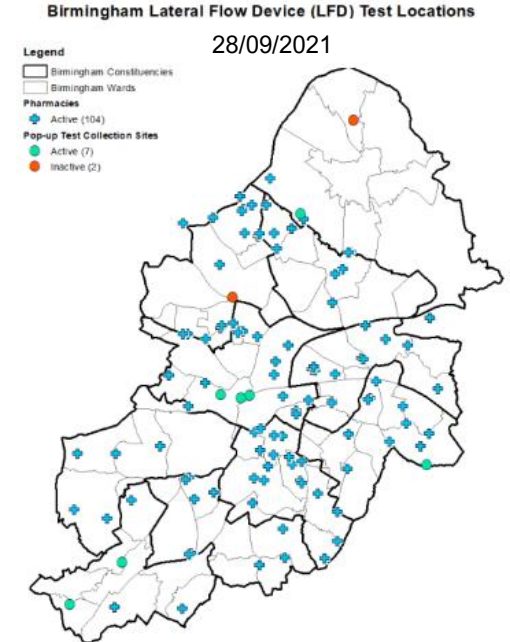 Birmingham Lateral Flow Device (LFD) Test Locations
28/09/2021
Legend
Birmingham Constituencies
Birmingham Wards
Pharmacies
Active (104)
Pop-up Test Collection Sites
Active (7)
Inactive (2)